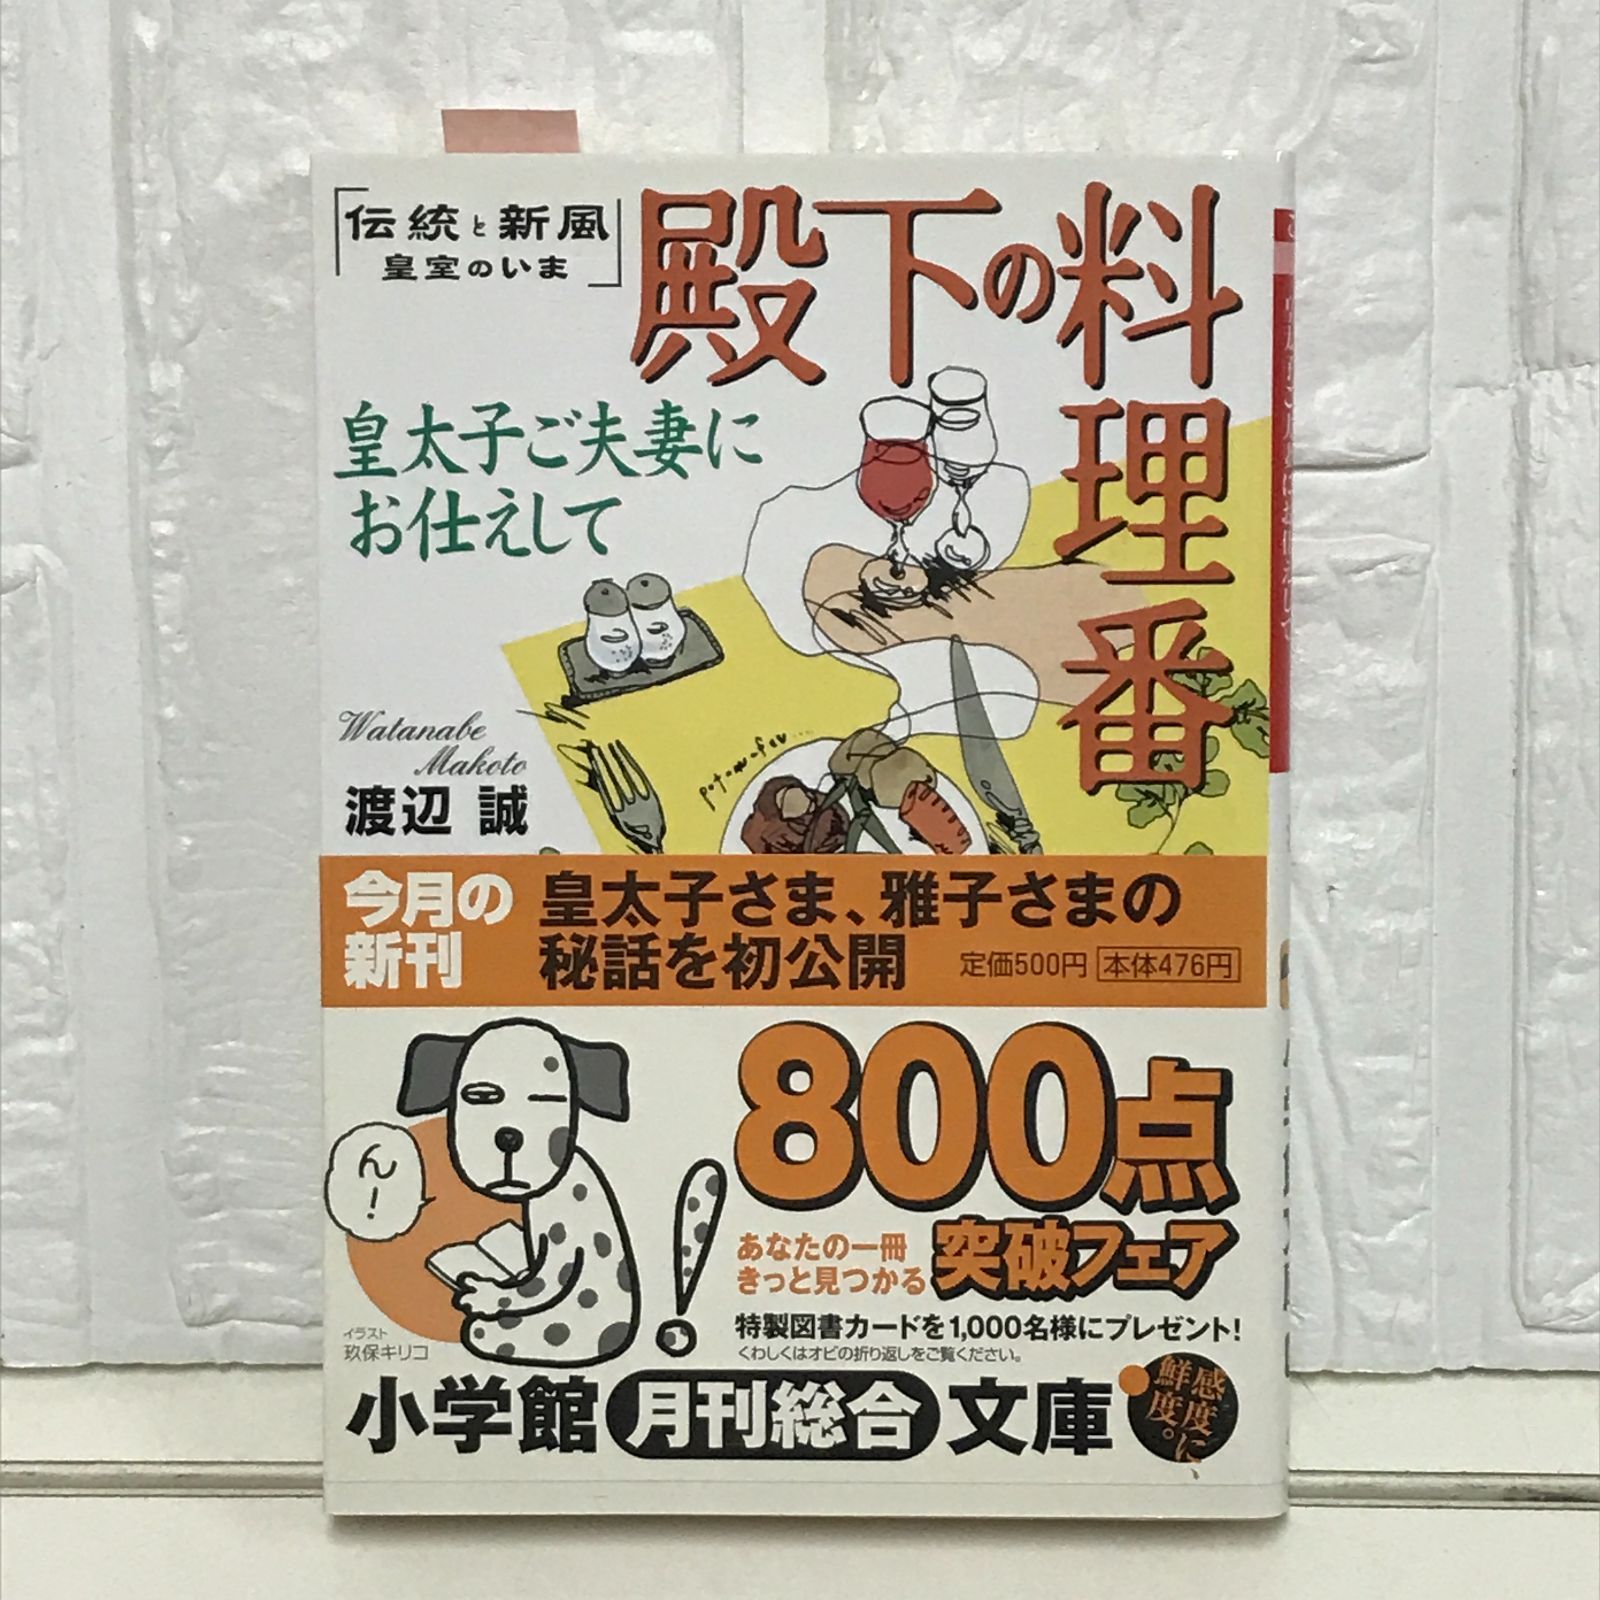 「伝統と新風
皇室のいま」
殿下の料理番
皇太子ご夫妻に
お仕えして
Watanabe
Makoto
渡辺 誠
今月の
新刊
皇太子さま、雅子さまの
秘話を初公開
定価500円 本体476円
ん!
800点
突破フェア
あなたの一冊
きっと見つかる
特製図書カードを1,000名様にプレゼント!
くわしくはオビの折り返しをご覧ください。
イラスト
玖保キリコ
小学館 月刊総合 文庫
感度に、
鮮度。